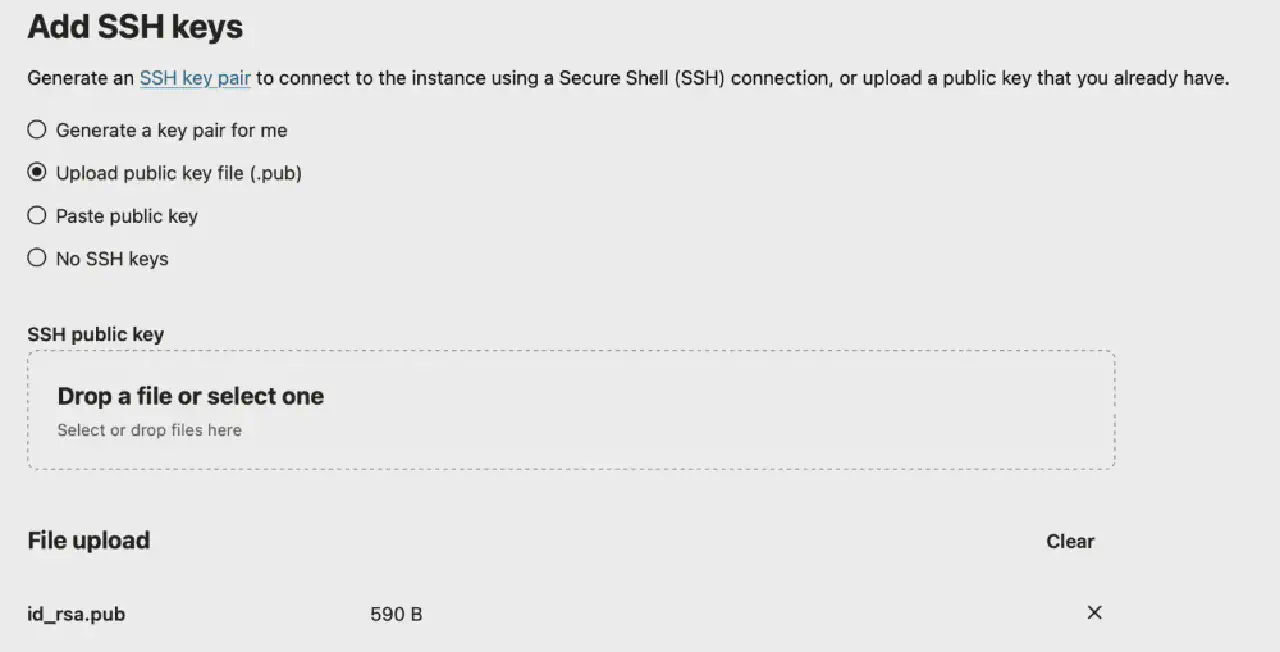 Add SSH keys
Generate an SSH key pair to connect to the instance using a Secure Shell (SSH) connection, or upload a public key that you already have.
Generate a key pair for me
Upload public key file (.pub)
Paste public key
No SSH keys
SSH public key
Drop a file or select one
Select or drop files here
File upload
Clear
id_rsa.pub 590 B